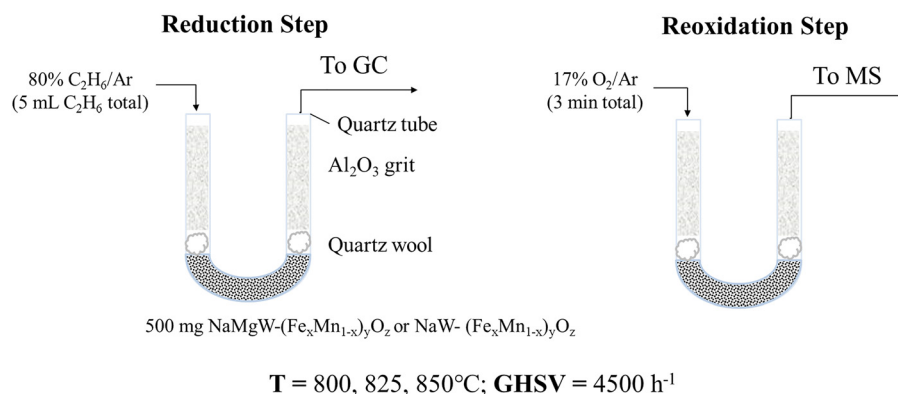 Reduction Step
80% C₂H₆/Ar
(5 mL C₂H₆ total)
To GC
Quartz tube
Al₂O₃ grit
Quartz wool
Reoxidation Step
17% O₂/Ar
(3 min total)
To MS
500 mg NaMgW-(FeₓMn₁₋ₓ)ᵧO_z or NaW- (FeₓMn₁₋ₓ)ᵧO_z
T = 800, 825, 850°C; GHSV = 4500 h⁻¹